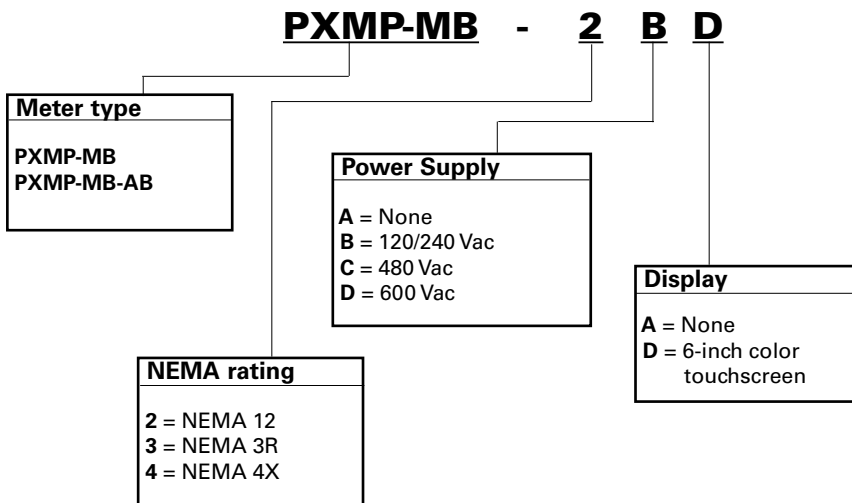 PXMP-MB - 2 B D
Meter type
PXMP-MB
PXMP-MB-AB
Power Supply
A = None
B = 120/240 Vac
C = 480 Vac
D = 600 Vac
Display
A = None
D = 6-inch color
touchscreen
NEMA rating
2 = NEMA 12
3 = NEMA 3R
4 = NEMA 4X